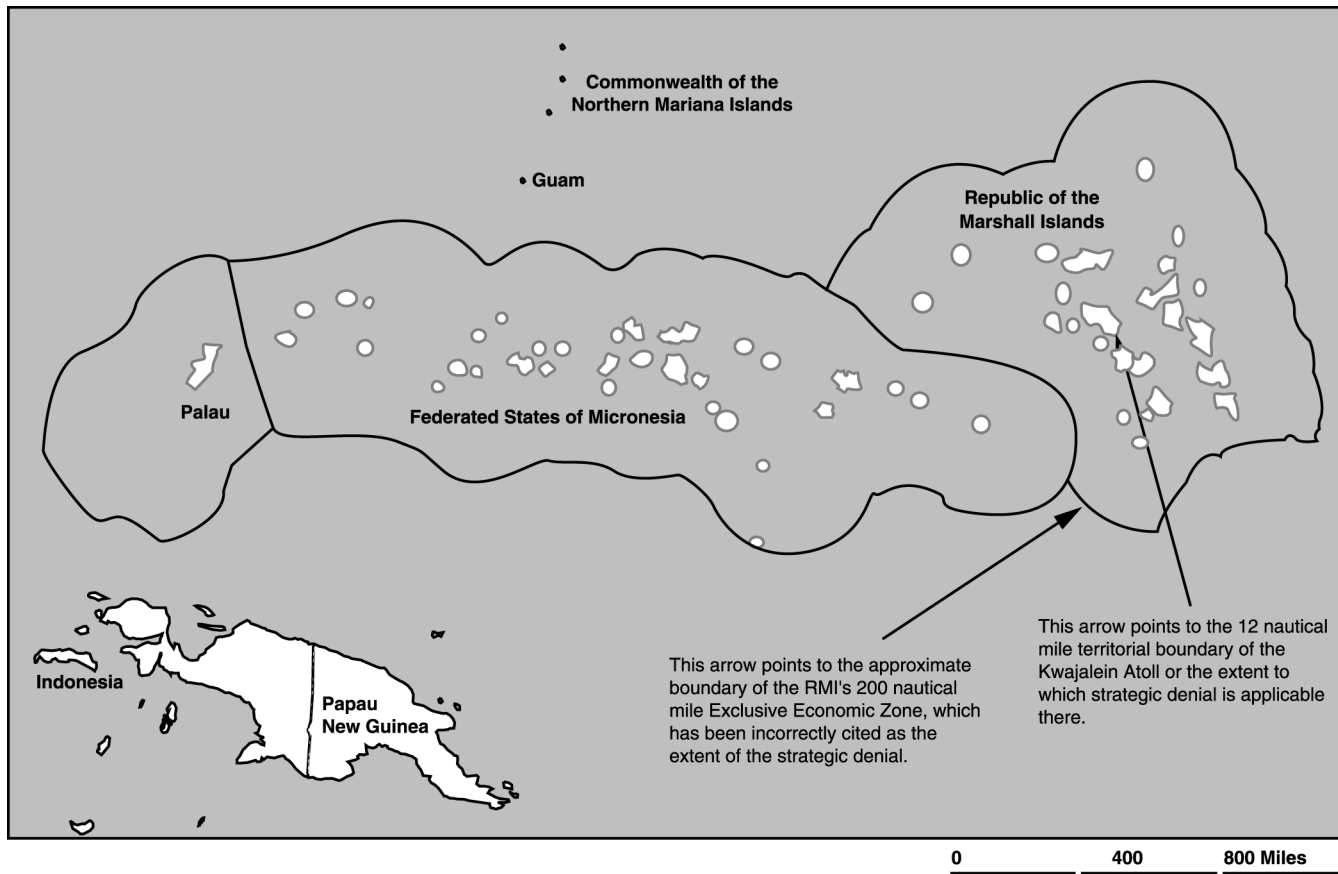 Commonwealth of the
Northern Mariana Islands
Guam
Republic of the
Marshall Islands
Palau
Federated States of Micronesia
Indonesia
Papau
New Guinea
This arrow points to the approximate
boundary of the RMI's 200 nautical
mile Exclusive Economic Zone, which
has been incorrectly cited as the
extent of the strategic denial.
This arrow points to the 12 nautical
mile territorial boundary of the
Kwajalein Atoll or the extent to
which strategic denial is applicable
there.
0 400 800 Miles